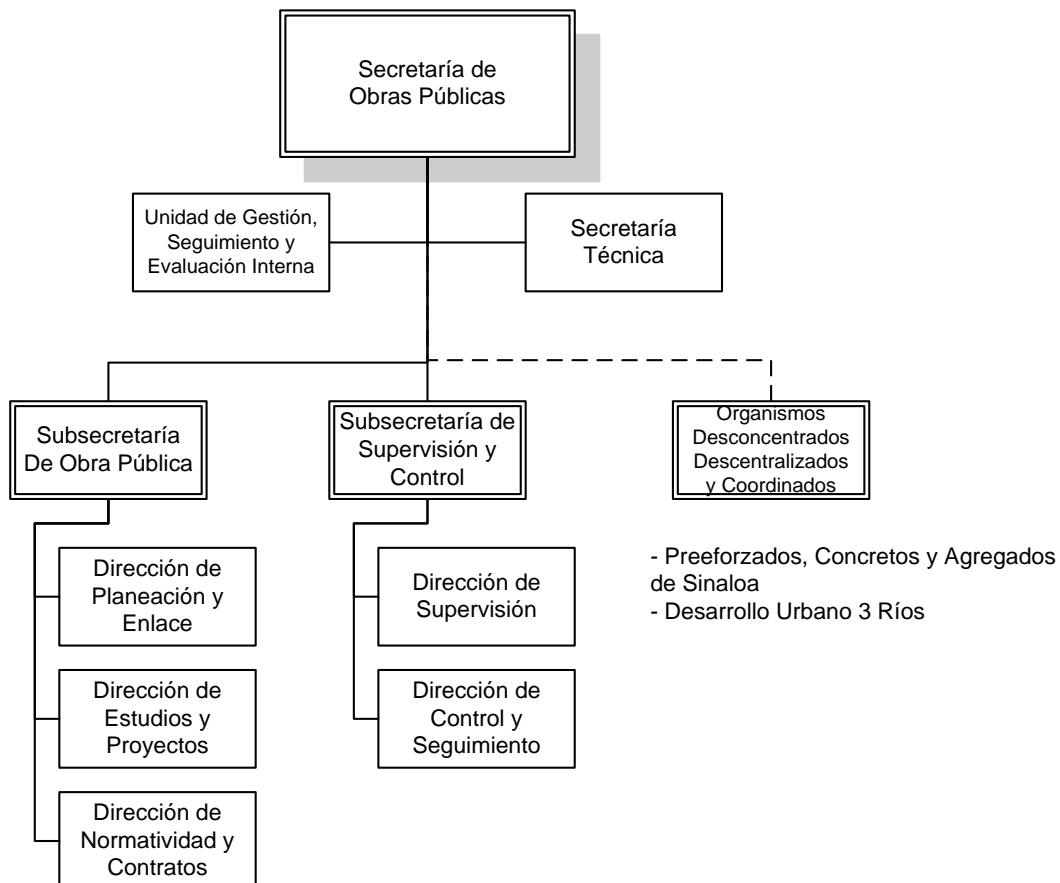 Secretaría de
Obras Públicas
Unidad de Gestión,
Seguimiento y
Evaluación Interna
Secretaría
Técnica
Subsecretaría
De Obra Pública
Subsecretaría de
Supervisión y
Control
Organismos
Desconcentrados
Descentralizados
y Coordinados
Dirección de
Planeación y
Enlace
Dirección de
Estudios y
Proyectos
Dirección de
Normatividad y
Contratos
Dirección de
Supervisión
Dirección de
Control y
Seguimiento
- Preeforzados, Concretos y Agregados
de Sinaloa
- Desarrollo Urbano 3 Ríos